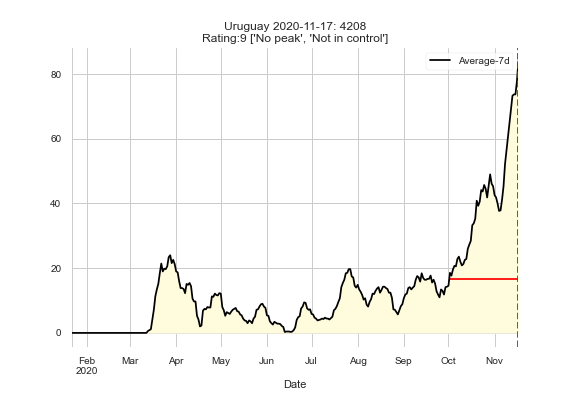 Uruguay 2020-11-17: 4208
Rating:9 ['No peak', 'Not in control']
Average-7d
80
60
40
20
0
Feb Mar Apr May Jun Jul Aug Sep Oct Nov
2020
Date